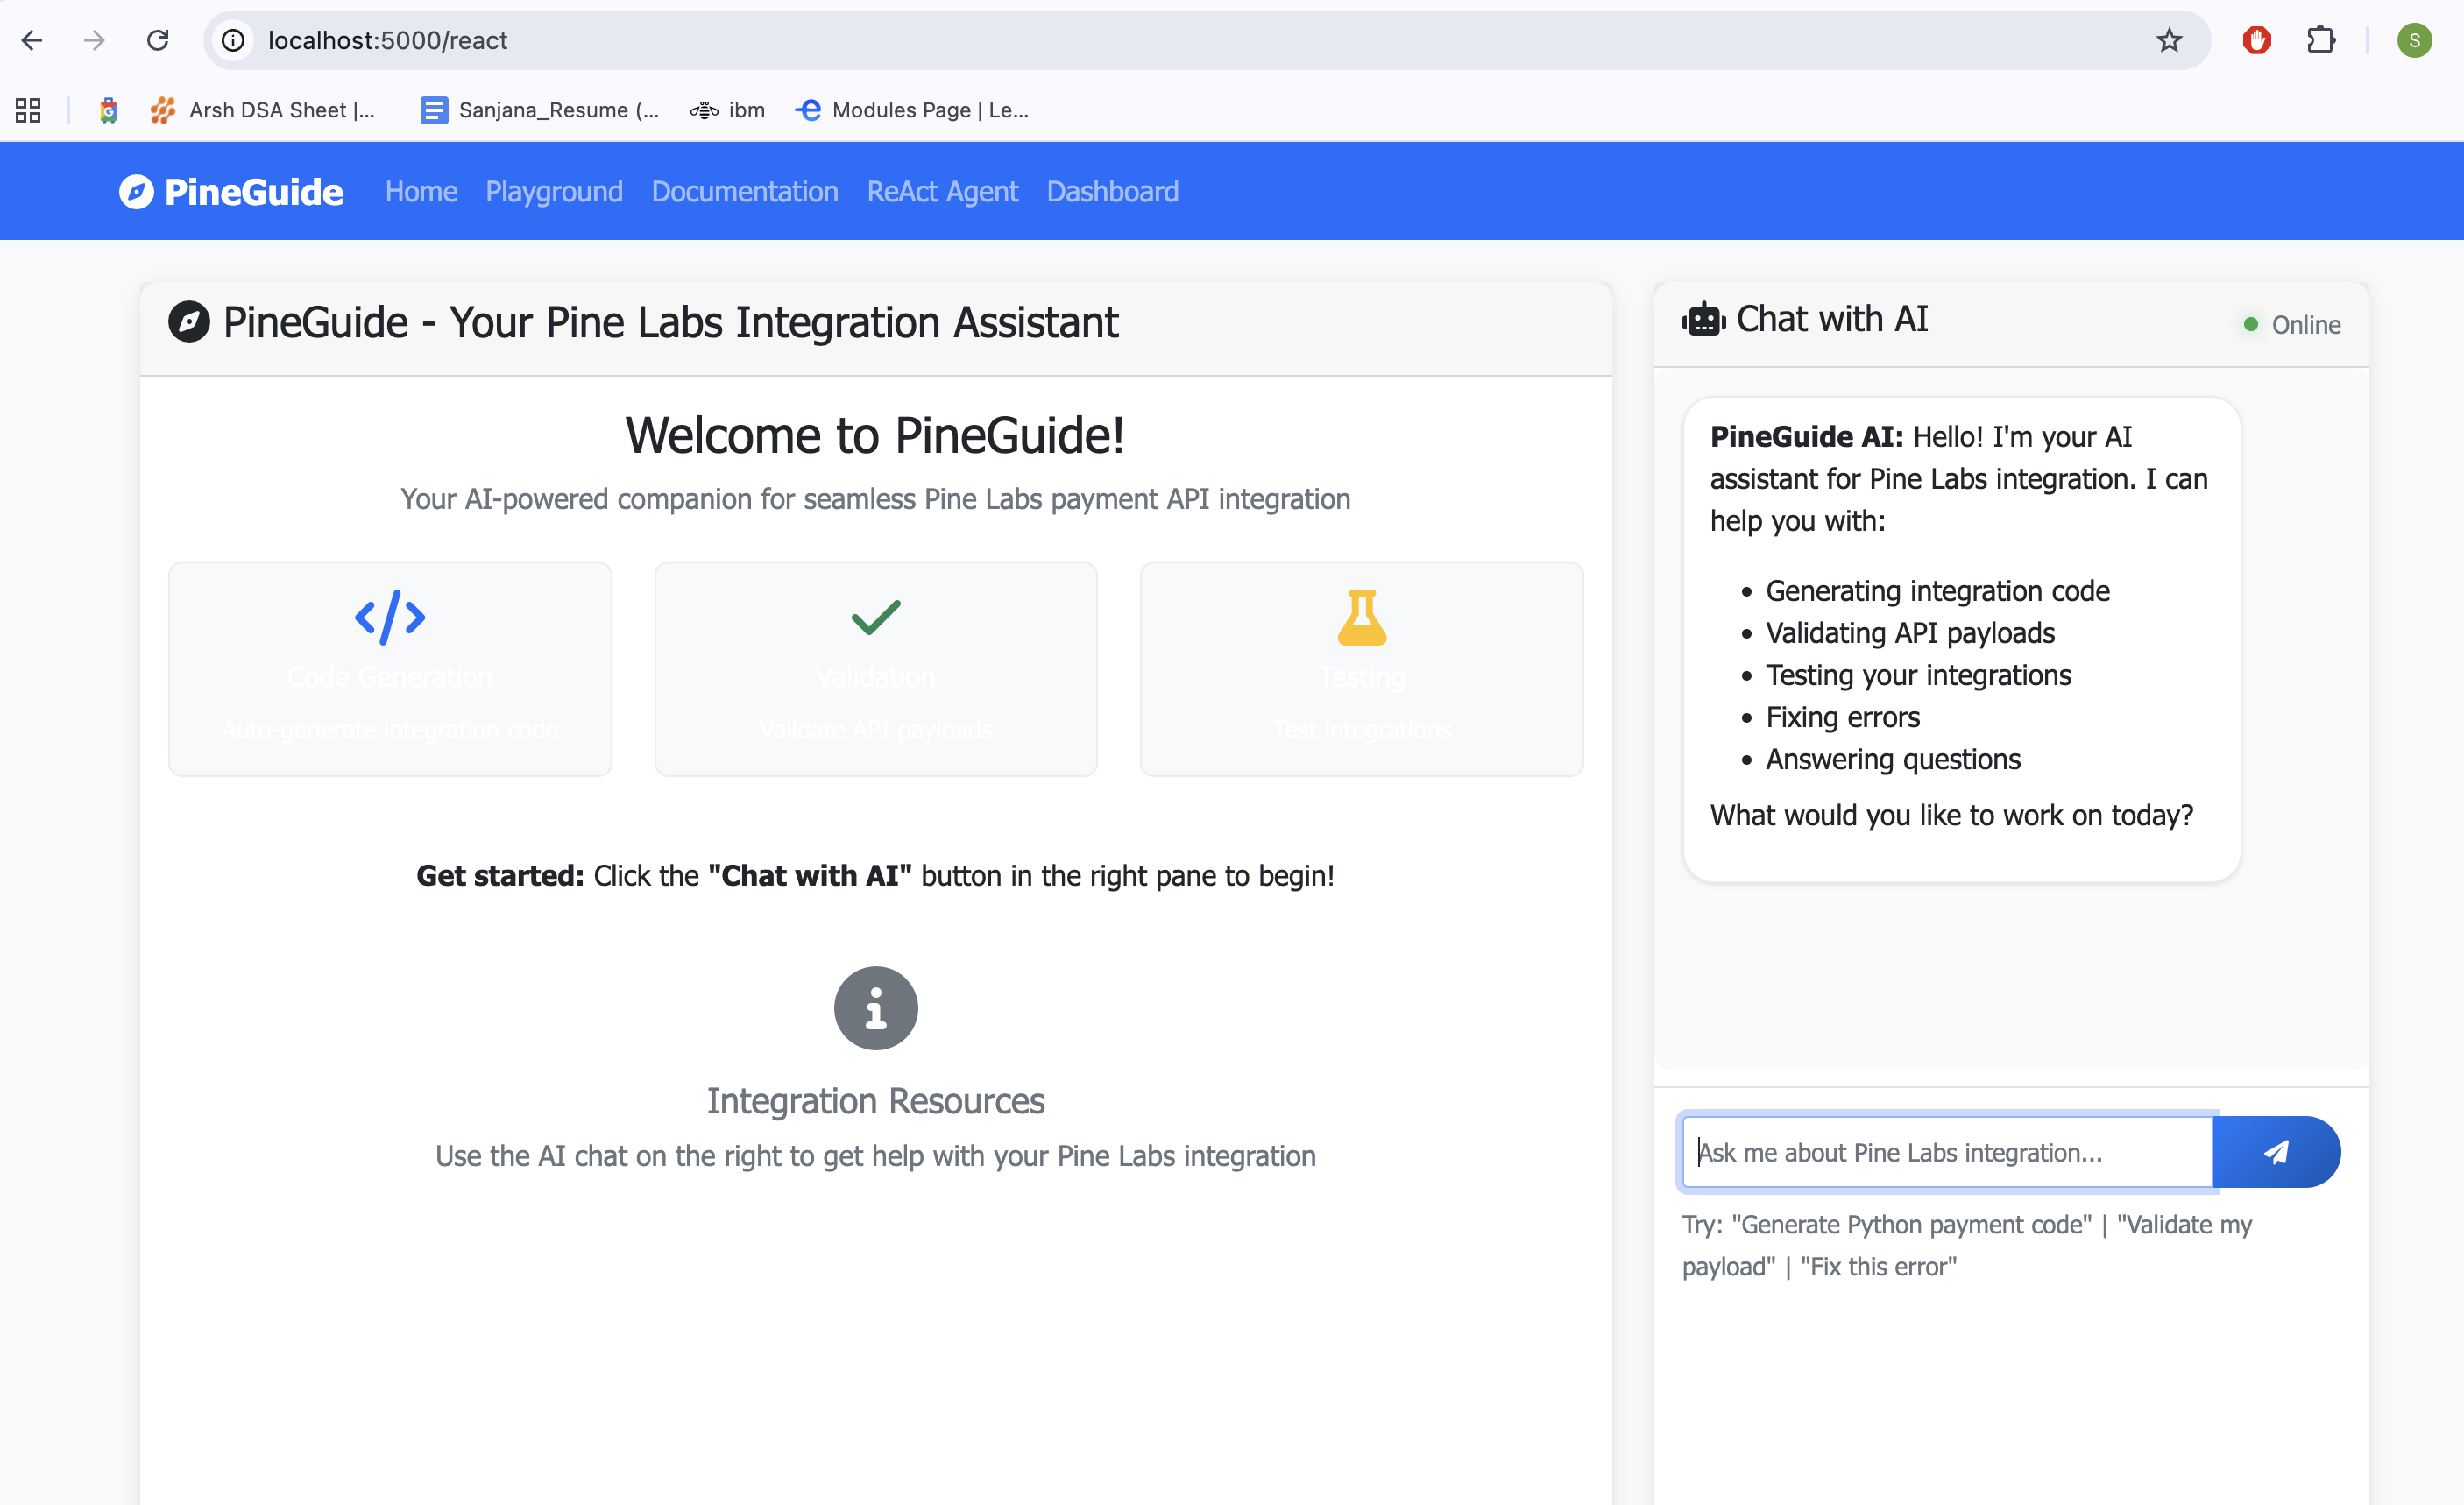 localhost:5000/react
S
Arsh DSA Sheet |...
Sanjana_Resume (...
ibm
Modules Page | Le...
PineGuide
Home
Playground
Documentation
ReAct Agent
Dashboard
PineGuide - Your Pine Labs Integration Assistant
Welcome to PineGuide!
Your AI-powered companion for seamless Pine Labs payment API integration
Code Generation
Auto-generate integration code
Validation
Validate API payloads
Testing
Test integrations
Get started: Click the "Chat with AI" button in the right pane to begin!
Integration Resources
Use the AI chat on the right to get help with your Pine Labs integration
Chat with AI
Online
PineGuide AI: Hello! I'm your AI
assistant for Pine Labs integration. I can
help you with:
• Generating integration code
• Validating API payloads
• Testing your integrations
• Fixing errors
• Answering questions
What would you like to work on today?
Ask me about Pine Labs integration...
Try: "Generate Python payment code" | "Validate my
payload" | "Fix this error"